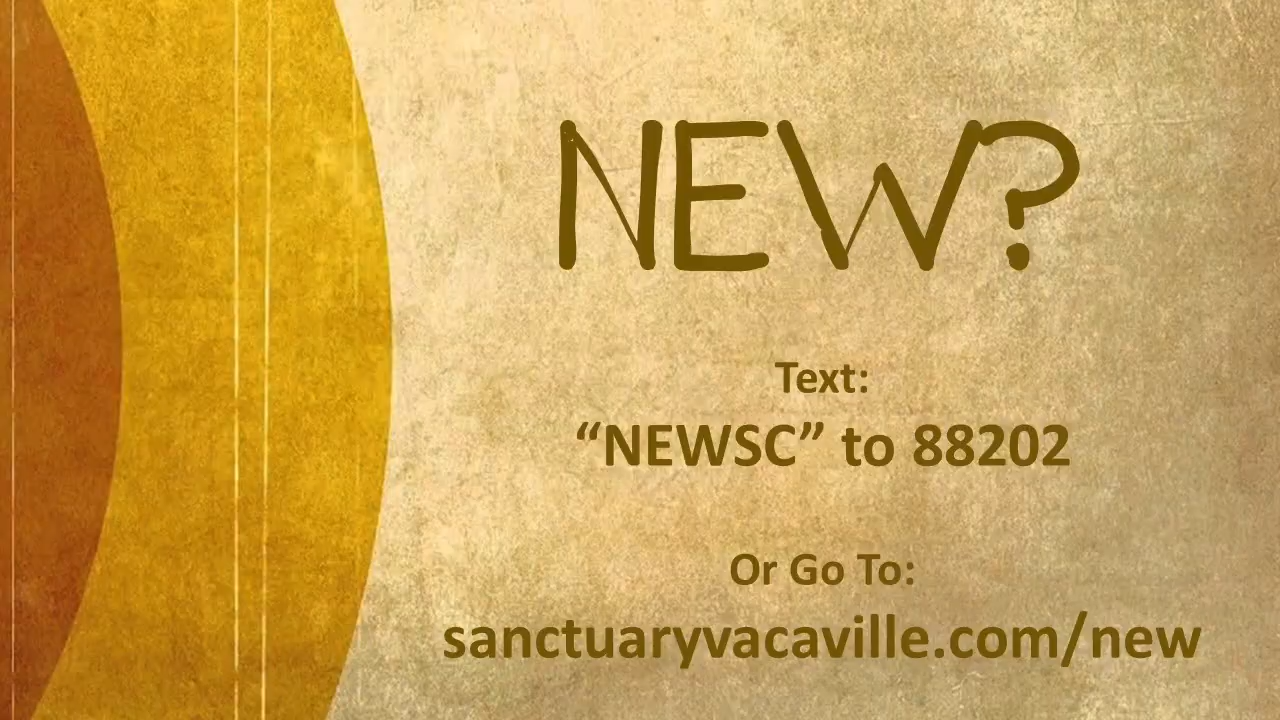 NEW?
Text:
“NEWSC” to 88202
Or Go To:
sanctuaryvacaville.com/new